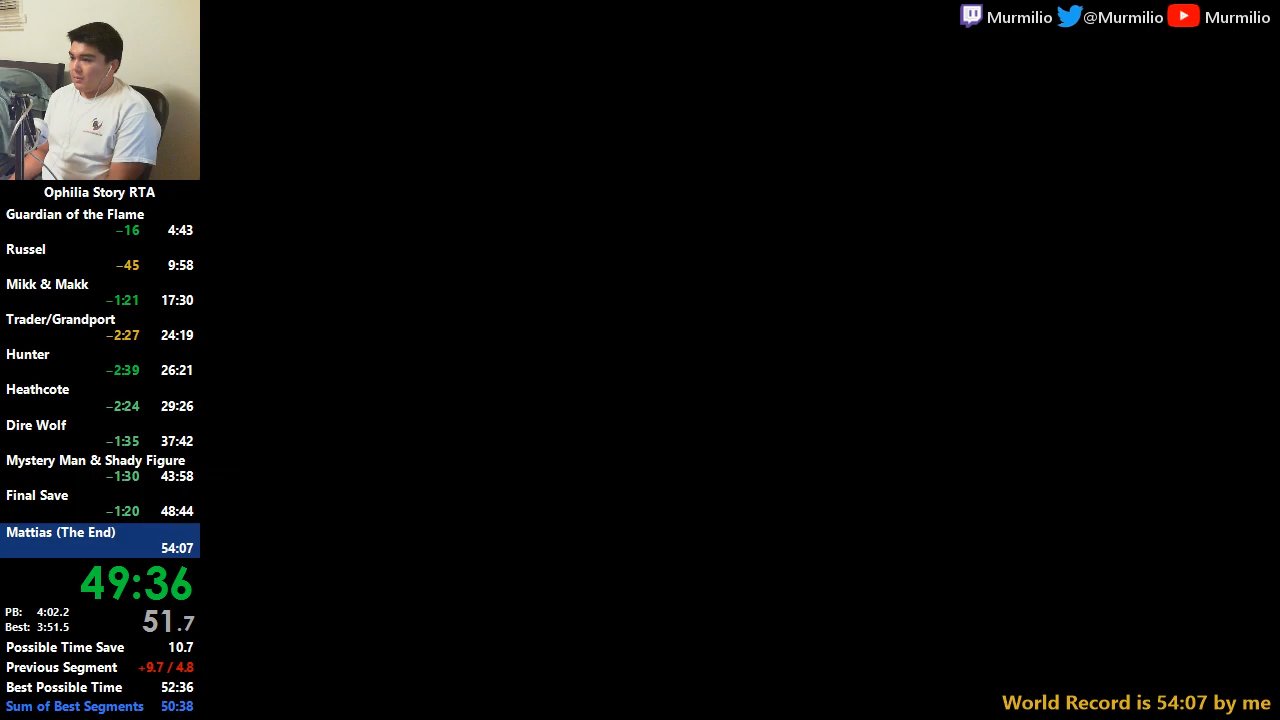 Murmilio @Murmilio Murmilio
Ophilia Story RTA
Guardian of the Flame
−16 4:43
Russel
−45 9:58
Mikk & Makk
−1:21 17:30
Trader/Grandport
−2:27 24:19
Hunter
−2:39 26:21
Heathcote
−2:24 29:26
Dire Wolf
−1:35 37:42
Mystery Man & Shady Figure
−1:30 43:58
Final Save
−1:20 48:44
Mattias (The End)
54:07
49:36
PB: 4:02.2
51.7
Best: 3:51.5
Possible Time Save 10.7
Previous Segment +9.7 / 4.8
Best Possible Time 52:36
Sum of Best Segments 50:38
World Record is 54:07 by me